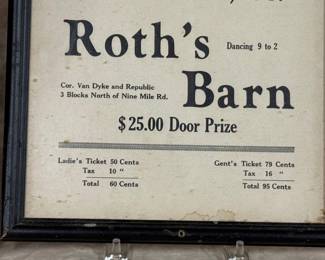 Roth's Dancing 9 to 2
Cor. Van Dyke and Republic
3 Blocks North of Nine Mile Rd.
Barn
$25.00 Door Prize
Ladie's Ticket 50 Cents
Tax 10 "
Total 60 Cents
Gent's Ticket 79 Cents
Tax 16 "
Total 95 Cents